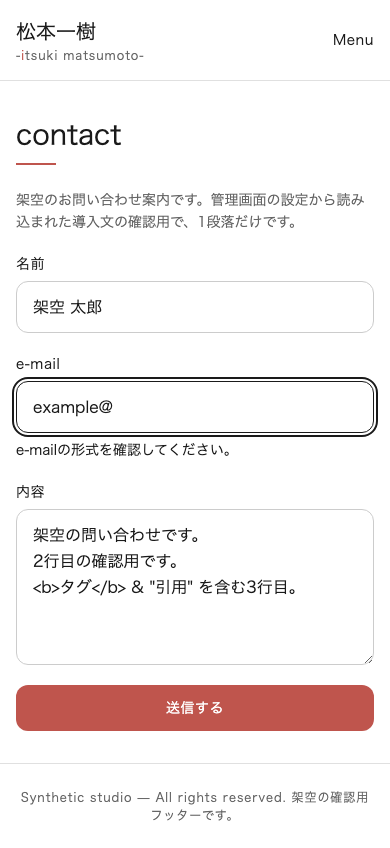 松本一樹
-itsuki matsumoto-
Menu
contact
架空のお問い合わせ案内です。管理画面の設定から読み
込まれた導入文の確認用で、1段落だけです。
名前
架空 太郎
e-mail
example@
e-mailの形式を確認してください。
内容
架空の問い合わせです。
2行目の確認用です。
<b>タグ</b> & "引用" を含む3行目。
送信する
Synthetic studio — All rights reserved. 架空の確認用
フッターです。